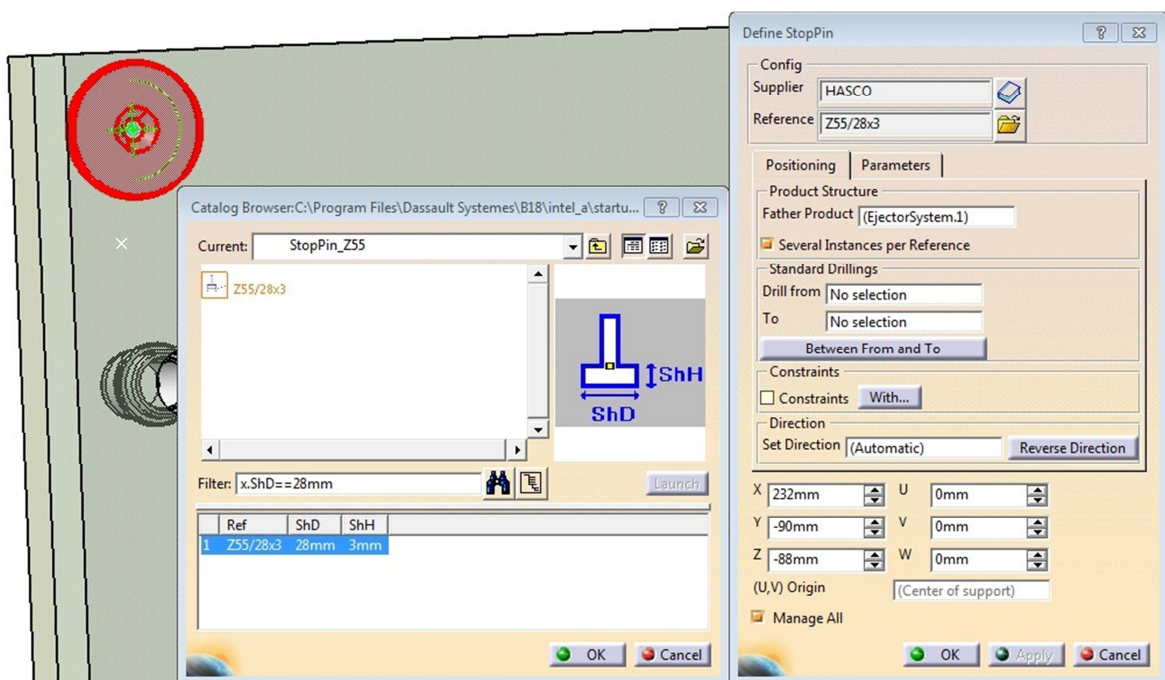 Catalog Browser:C:\Program Files\Dassault Systemes\B18\intel_a\startu...
Current: StopPin_Z55
Z55/28x3
ShH
ShD
Filter: x.ShD==28mm
Launch
Ref ShD ShH
1 Z55/28x3 28mm 3mm
OK Cancel
Define StopPin
Config
Supplier HASCO
Reference Z55/28x3
Positioning Parameters
Product Structure
Father Product (EjectorSystem.1)
Several Instances per Reference
Standard Drillings
Drill from No selection
To No selection
Between From and To
Constraints
Constraints With...
Direction
Set Direction (Automatic) Reverse Direction
X 232mm U 0mm
Y -90mm V 0mm
Z -88mm W 0mm
(U,V) Origin (Center of support)
Manage All
OK Apply Cancel